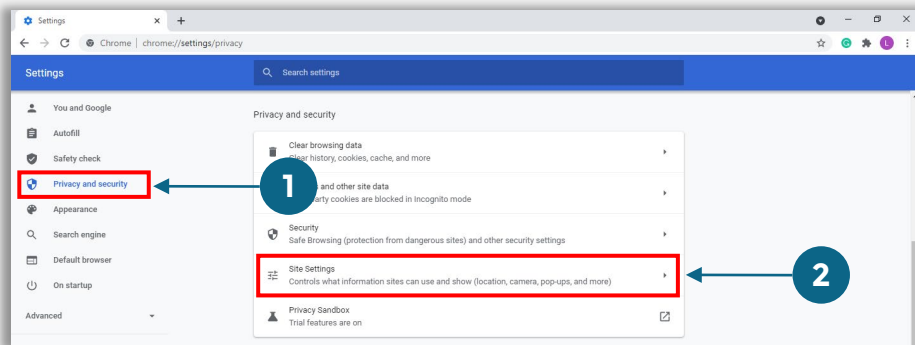 Settings
Chrome | chrome://settings/privacy
L
Settings
Search settings
You and Google
Autofill
Safety check
Privacy and security
Appearance
Search engine
Default browser
On startup
Advanced
Privacy and security
Clear browsing data
Clear history, cookies, cache, and more
and other site data
cookies are blocked in Incognito mode
Security
Safe Browsing (protection from dangerous sites) and other security settings
Site Settings
Controls what information sites can use and show (location, camera, pop-ups, and more)
Privacy Sandbox
Trial features are on
1
2